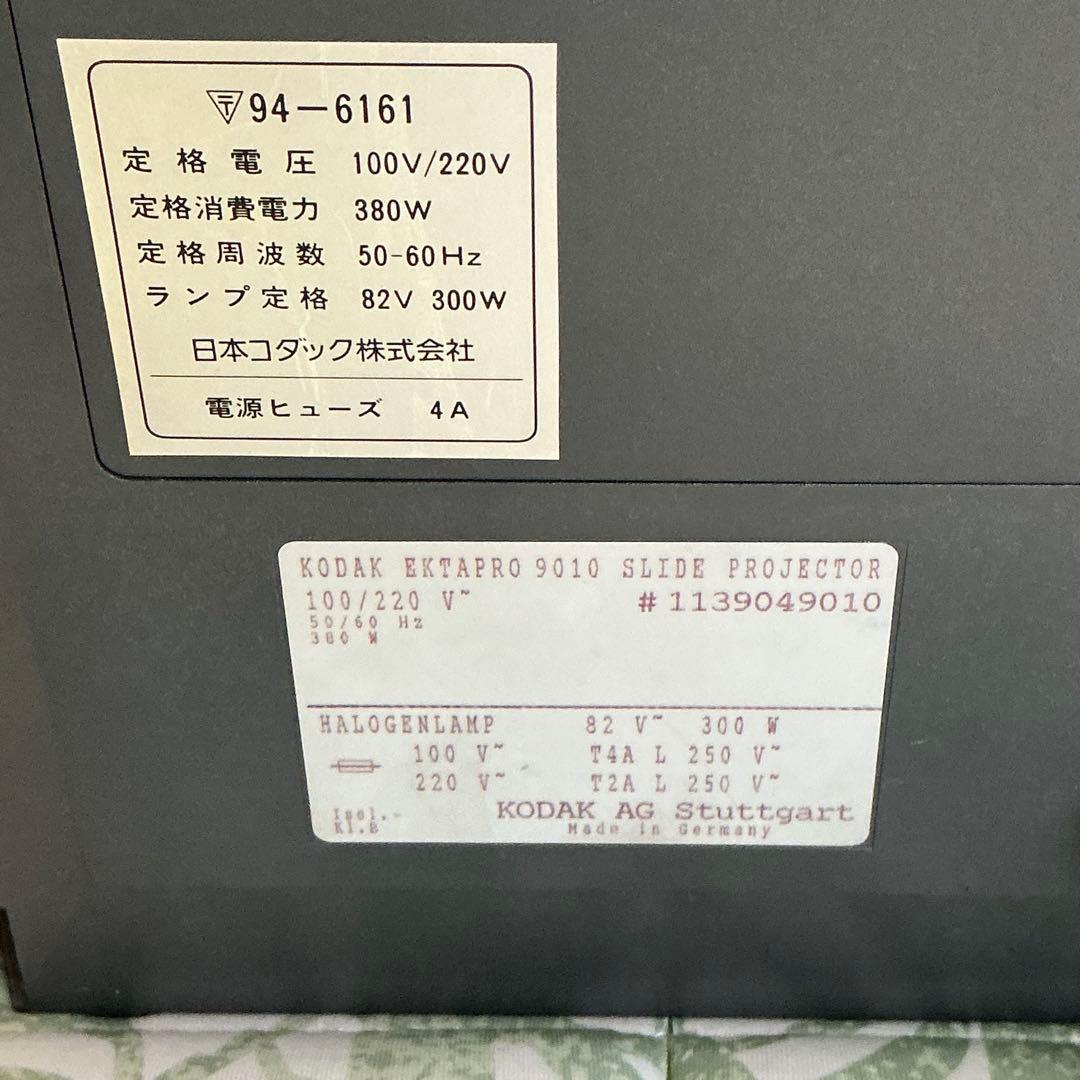 〒94-6161
定格電圧 100V/220V
定格消費電力 380W
定格周波数 50-60Hz
ランプ定格 82V 300W
日本コダック株式会社
電源ヒューズ 4A
KODAK EKTAPRO 9010 SLIDE PROJECTOR
100/220 V~ #1139049010
50/60 Hz
380 W
HALOGENLAMP 82 V~ 300 W
100 V~ T4A L 250 V~
220 V~ T2A L 250 V~
Isol.-
Kl.B
KODAK AG Stuttgart
Made in Germany